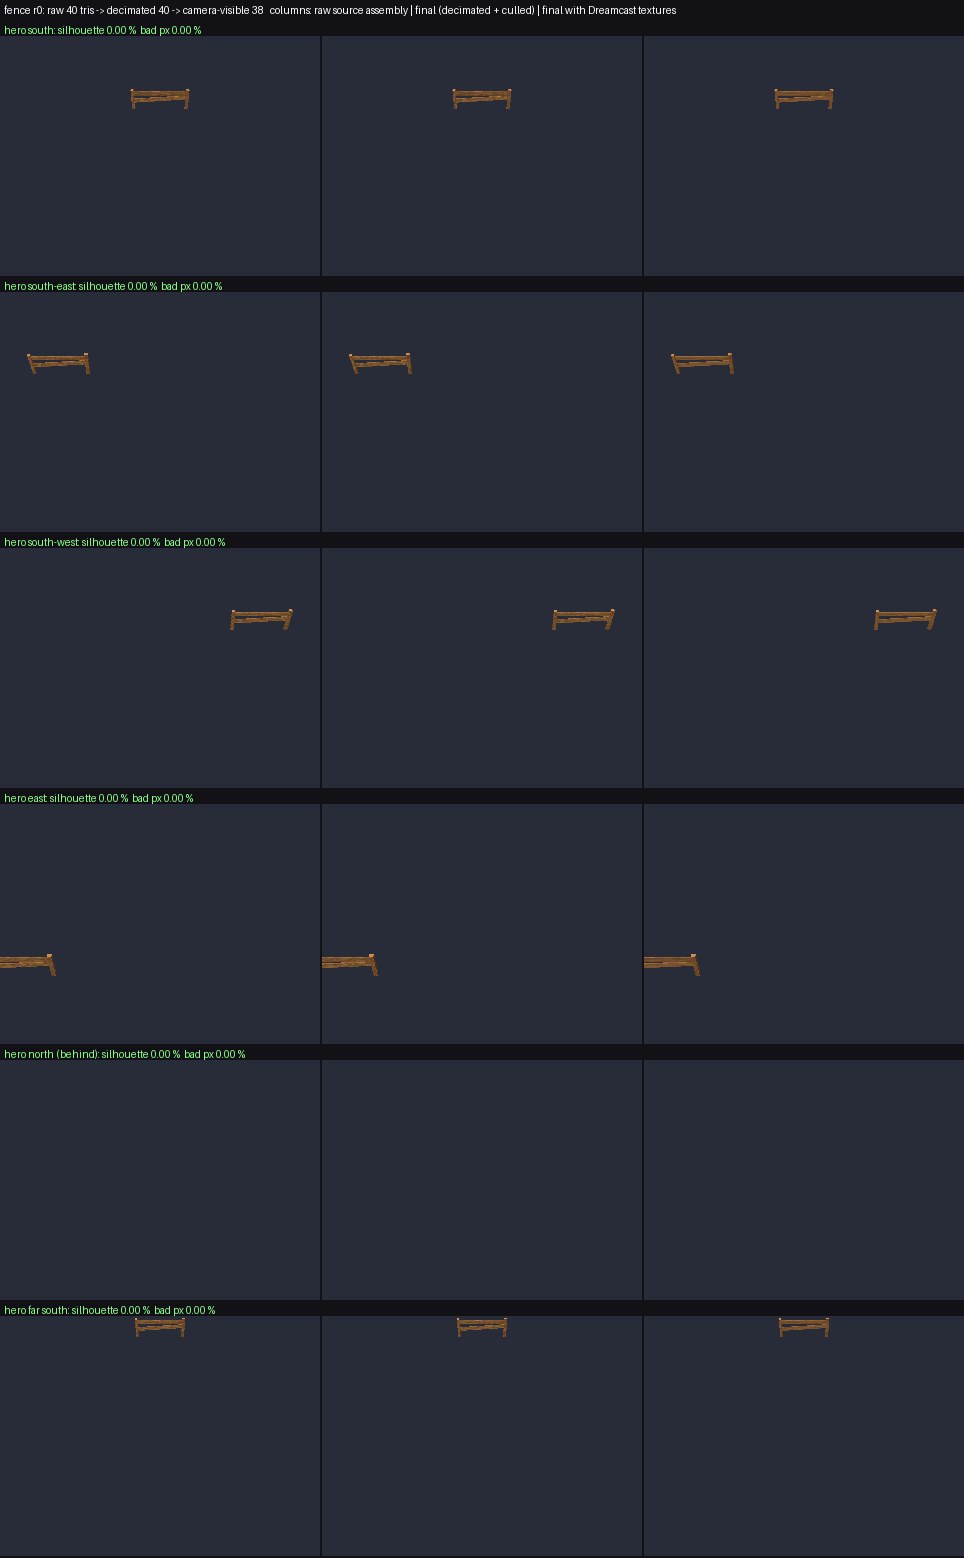 fence r0: raw 40 tris -> decimated 40 -> camera-visible 38   columns: raw source assembly | final (decimated + culled) | final with Dreamcast textures
hero south: silhouette 0.00 %  bad px 0.00 %
hero south-east: silhouette 0.00 %  bad px 0.00 %
hero south-west: silhouette 0.00 %  bad px 0.00 %
hero east: silhouette 0.00 %  bad px 0.00 %
hero north (behind): silhouette 0.00 %  bad px 0.00 %
hero far south: silhouette 0.00 %  bad px 0.00 %